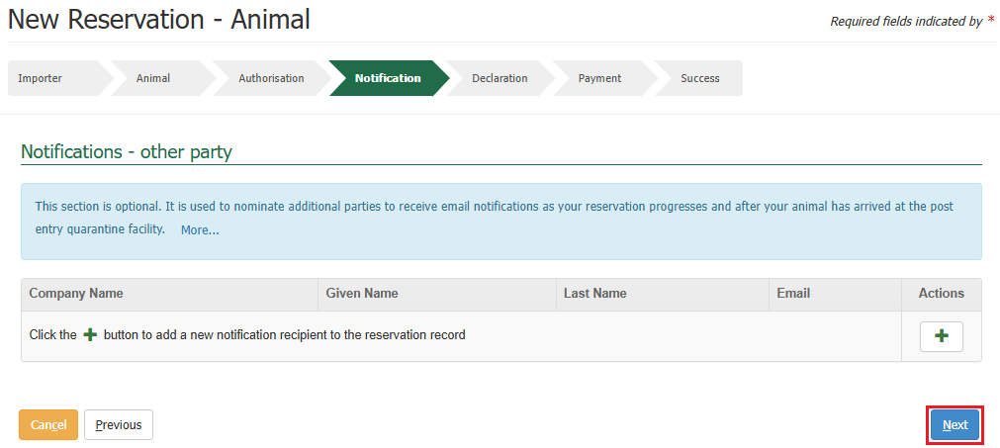 New Reservation - Animal
Required fields indicated by *
Importer
Animal
Authorisation
Notification
Declaration
Payment
Success
Notifications - other party
This section is optional. It is used to nominate additional parties to receive email notifications as your reservation progresses and after your animal has arrived at the post
entry quarantine facility. More...
Company Name
Given Name
Last Name
Email
Actions
Click the + button to add a new notification recipient to the reservation record
+
Cancel
Previous
Next